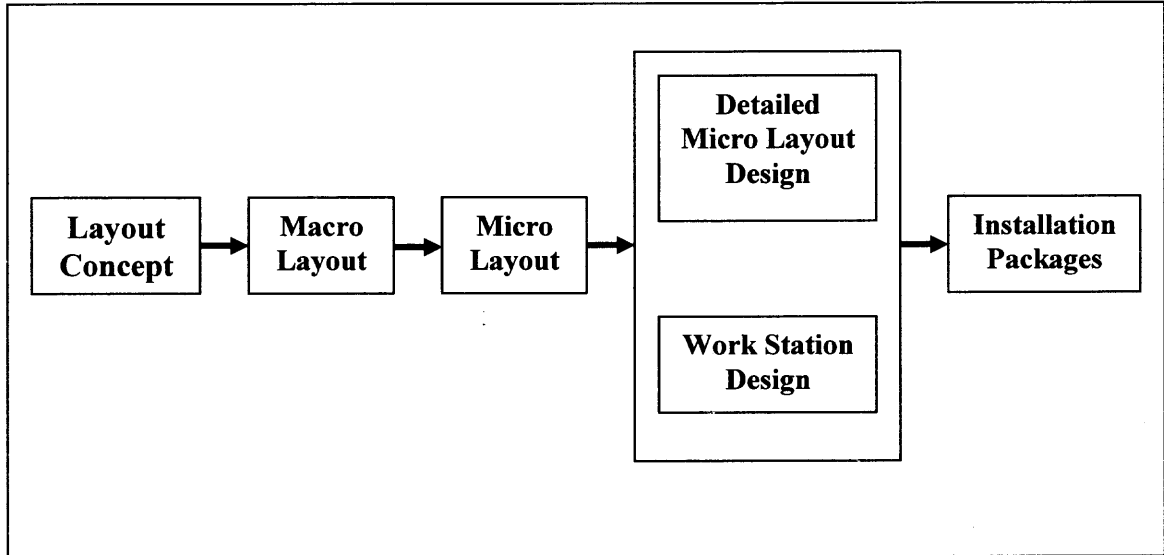 Layout
Concept
Macro
Layout
Micro
Layout
Detailed
Micro Layout
Design
Work Station
Design
Installation
Packages